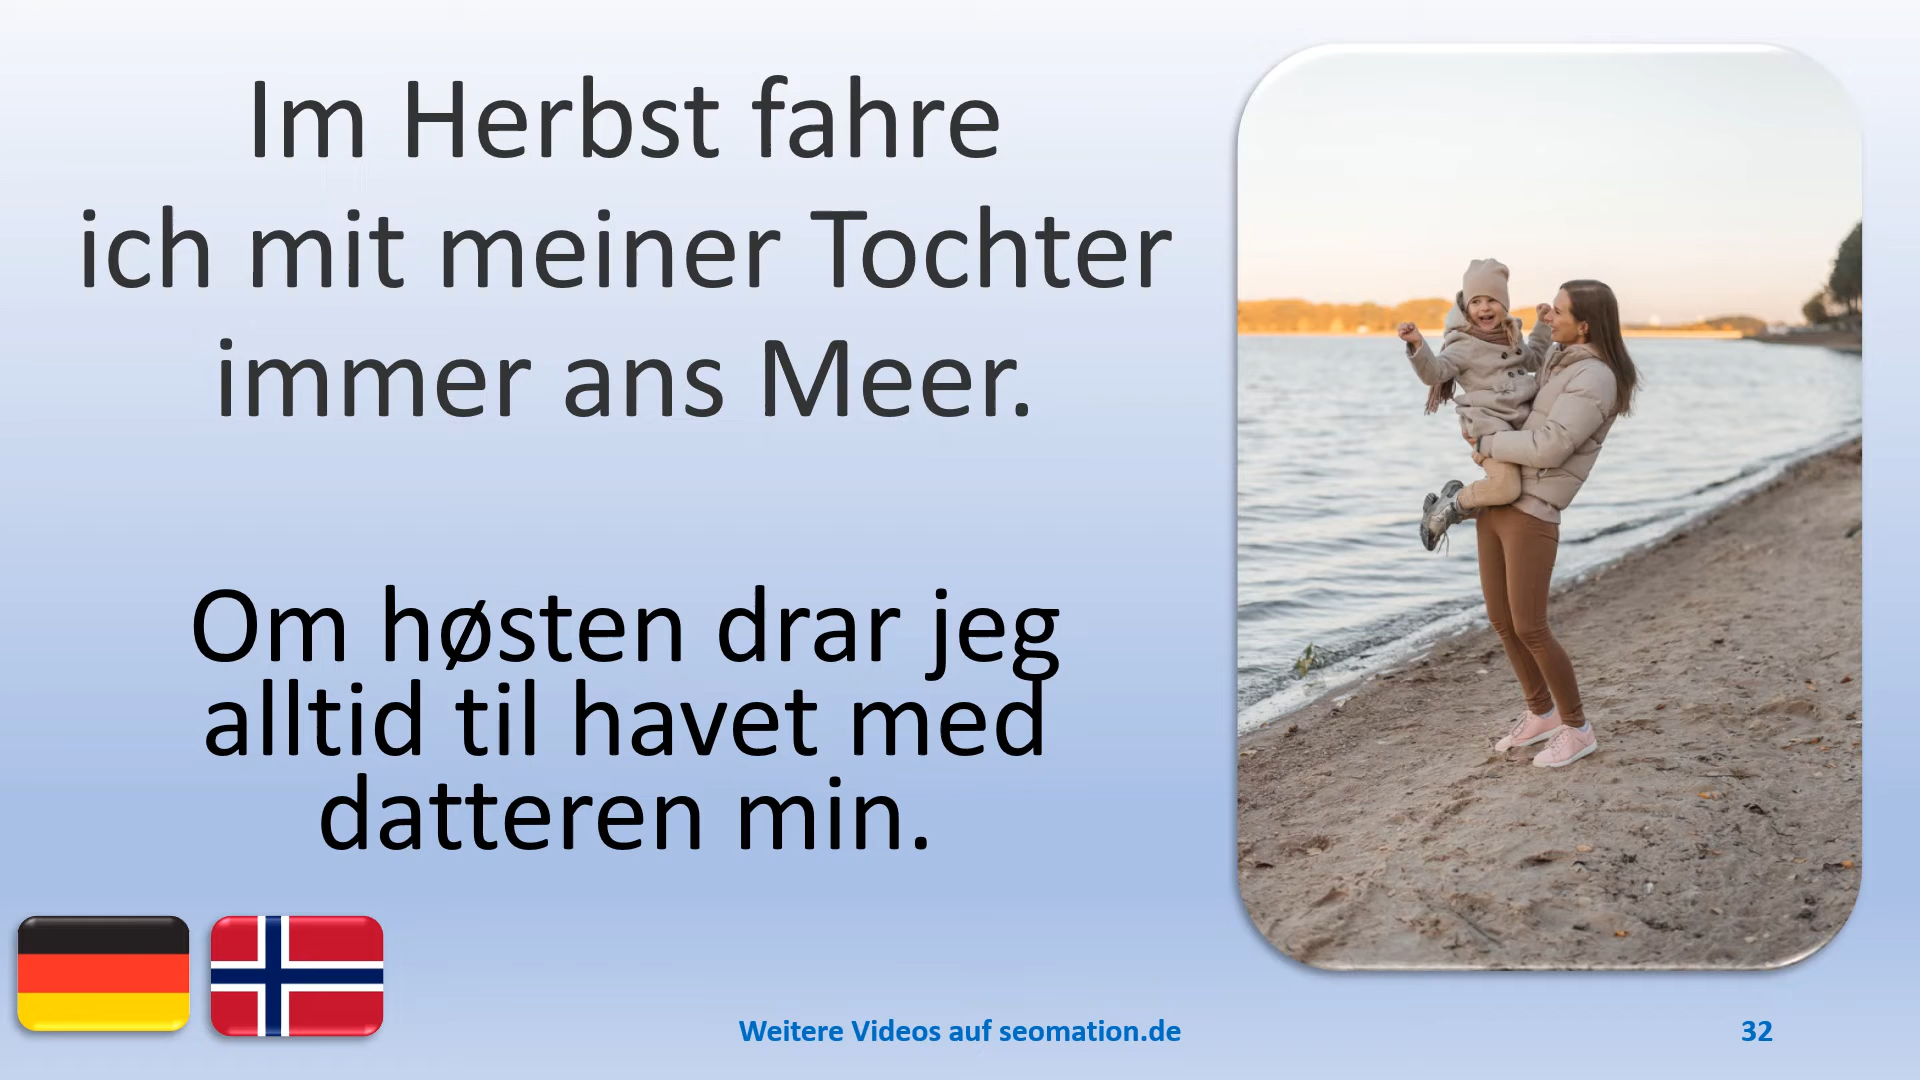 Im Herbst fahre
ich mit meiner Tochter
immer ans Meer.
Om høsten drar jeg
alltid til havet med
datteren min.
Weitere Videos auf seomation.de
32